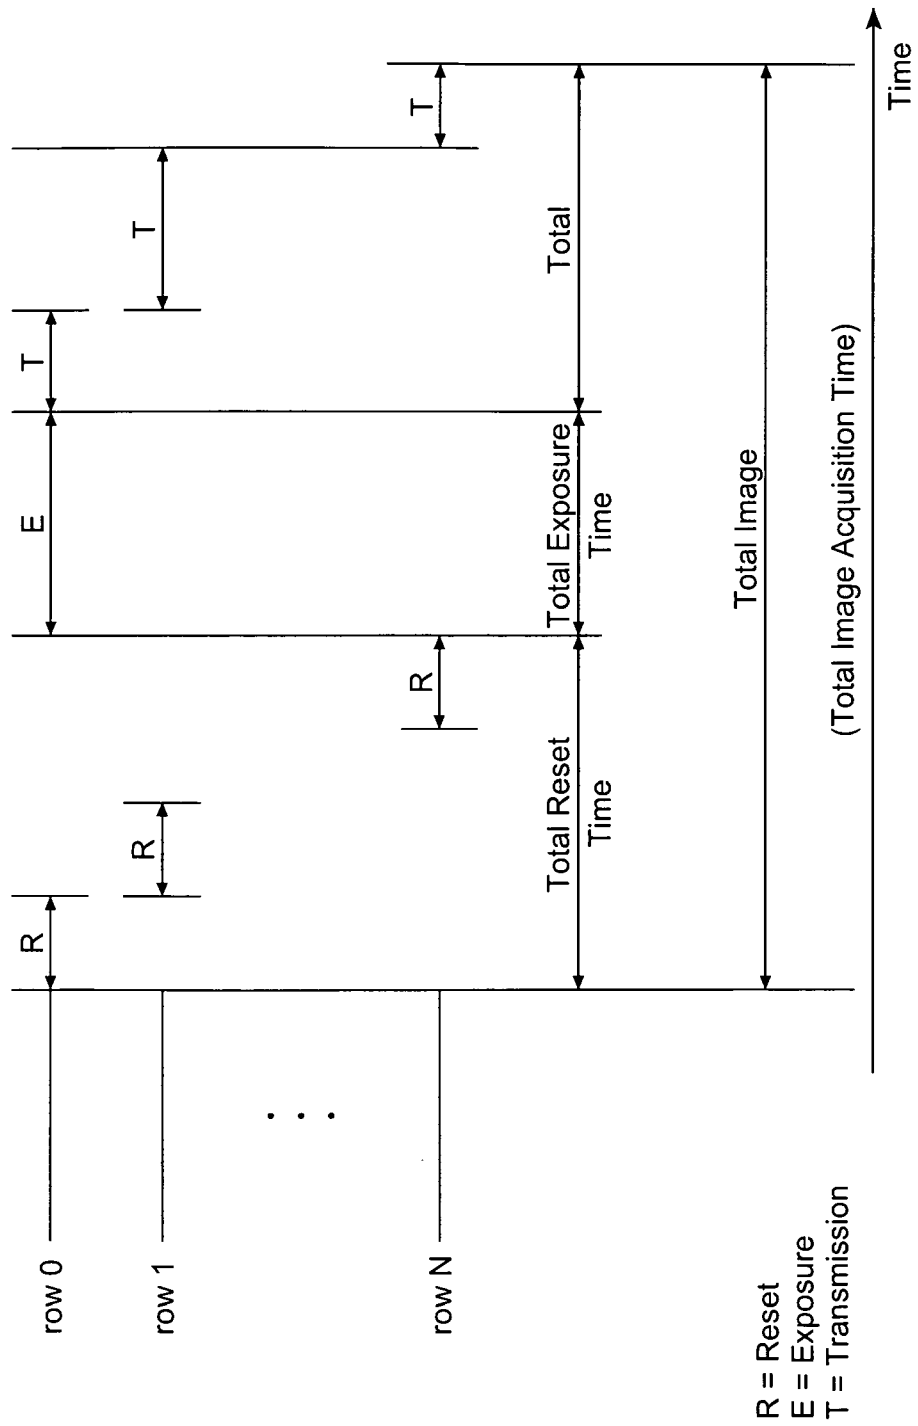 row 0
R
E
T
row 1
R
T
T
row N
R
T
Total Reset
Time
Total Exposure
Time
Total
Total Image
(Total Image Acquisition Time)
Time
R = Reset
E = Exposure
T = Transmission